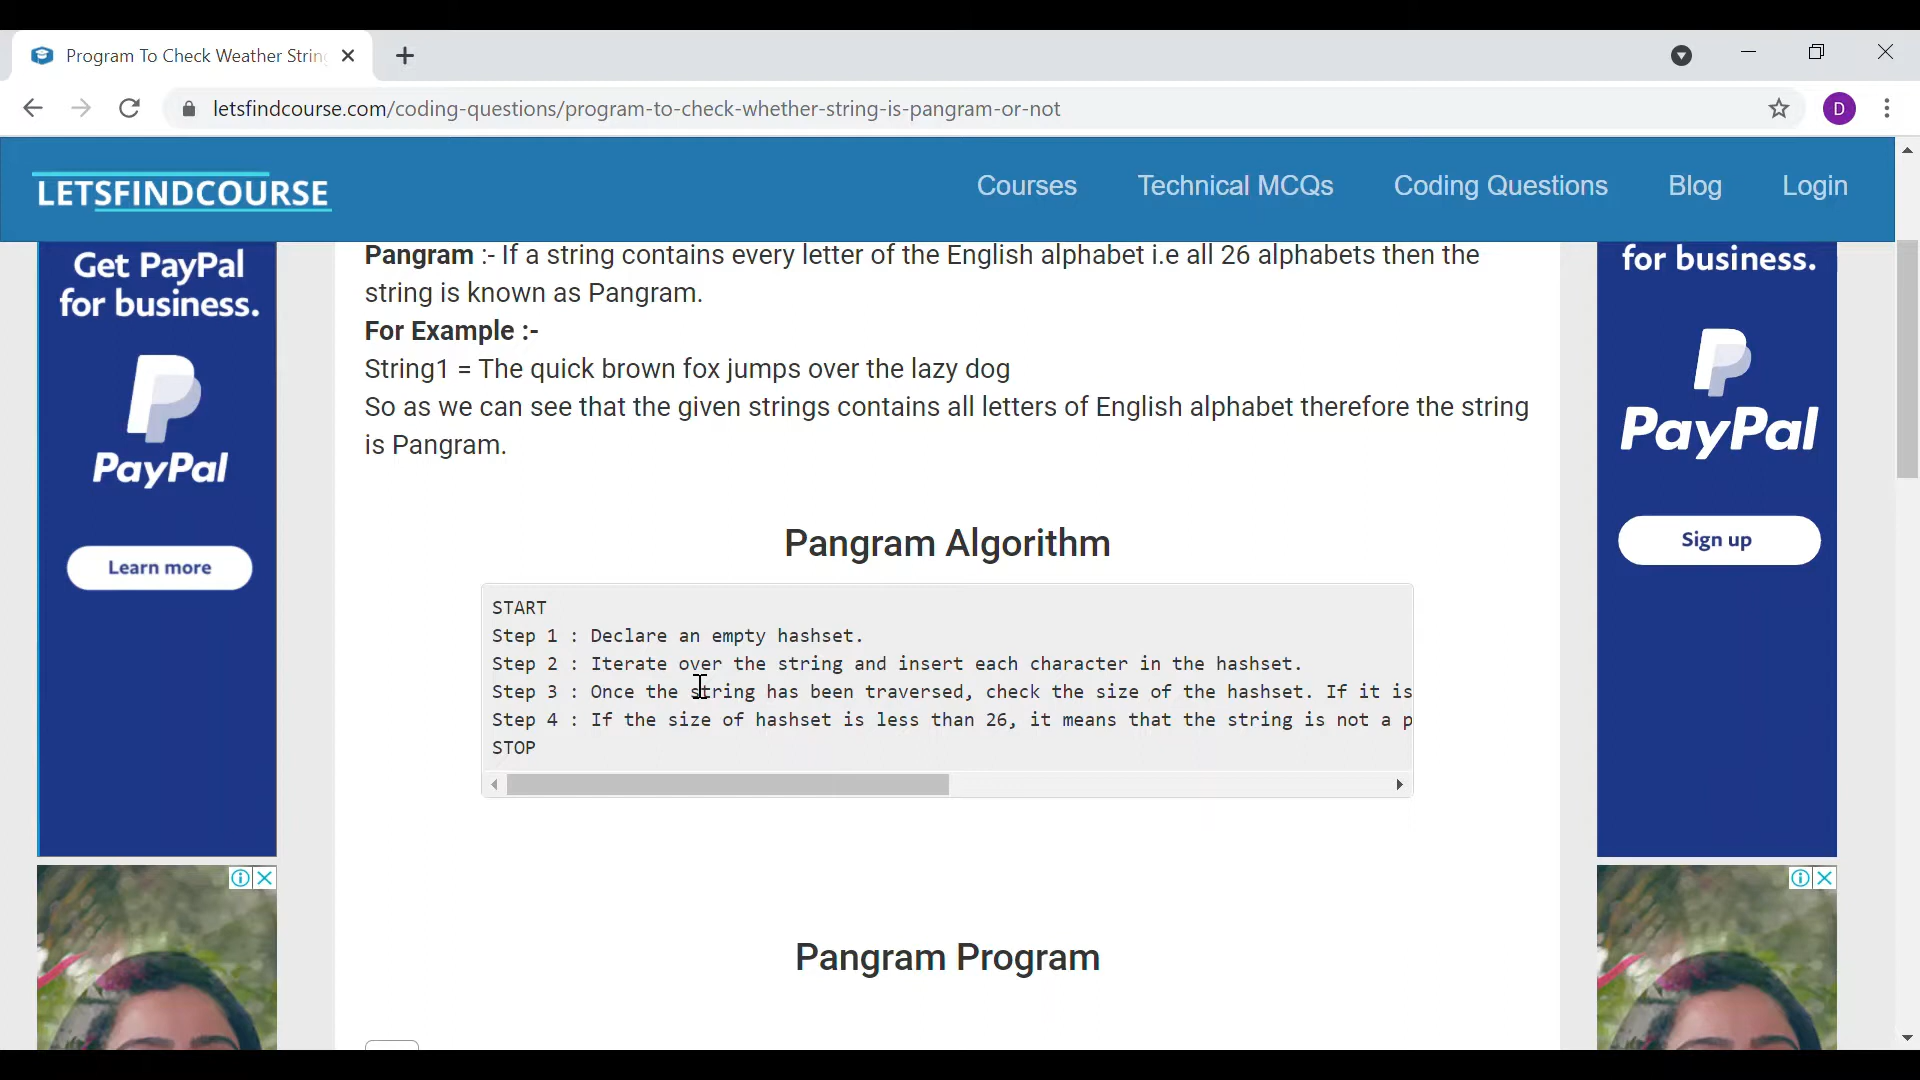 Program To Check Weather Strin
letsfindcourse.com/coding-questions/program-to-check-whether-string-is-pangram-or-not
D
LETSFINDCOURSE
Courses
Technical MCQs
Coding Questions
Blog
Login
Get PayPal
for business.
PayPal
Learn more
Pangram :- If a string contains every letter of the English alphabet i.e all 26 alphabets then the
string is known as Pangram.
For Example :-
String1 = The quick brown fox jumps over the lazy dog
So as we can see that the given strings contains all letters of English alphabet therefore the string
is Pangram.
Pangram Algorithm
START
Step 1 : Declare an empty hashset.
Step 2 : Iterate over the string and insert each character in the hashset.
Step 3 : Once the string has been traversed, check the size of the hashset. If it is
Step 4 : If the size of hashset is less than 26, it means that the string is not a p
STOP
Pangram Program
for business.
PayPal
Sign up